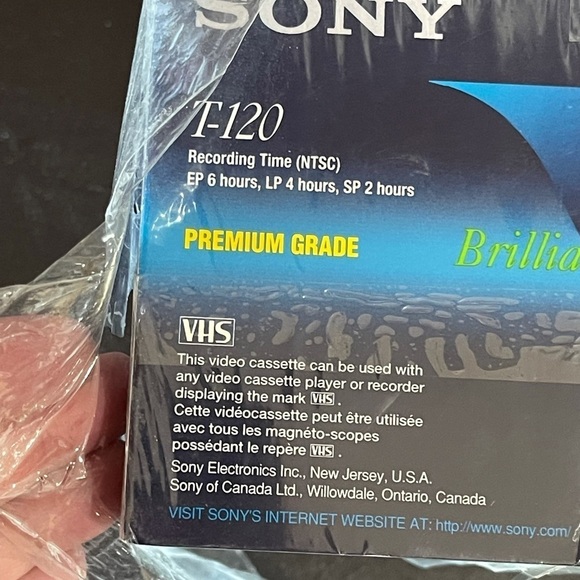 SONY
T-120
Recording Time (NTSC)
EP 6 hours, LP 4 hours, SP 2 hours
PREMIUM GRADE
Brillia
VHS
This video cassette can be used with
any video cassette player or recorder
displaying the mark VHS.
Cette vidéocassette peut être utilisée
avec tous les magnéto-scopes
possédant le repère VHS.
Sony Electronics Inc., New Jersey, U.S.A.
Sony of Canada Ltd., Willowdale, Ontario, Canada
VISIT SONY'S INTERNET WEBSITE AT: http://www.sony.com/